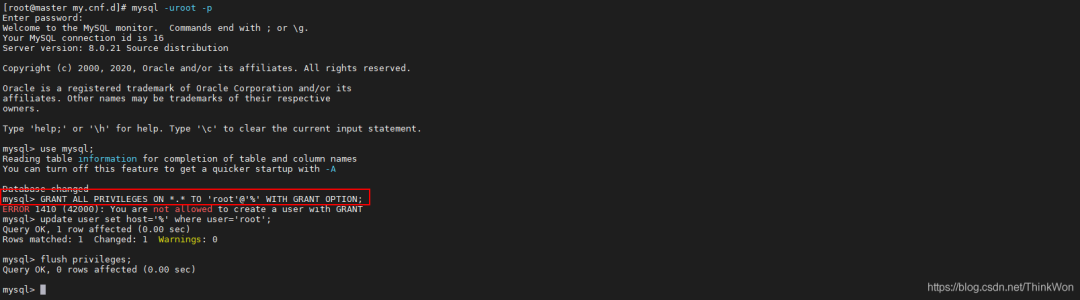 [root@master my.cnf.d]# mysql -uroot -p
Enter password:
Welcome to the MySQL monitor.  Commands end with ; or \g.
Your MySQL connection id is 16
Server version: 8.0.21 Source distribution
Copyright (c) 2000, 2020, Oracle and/or its affiliates. All rights reserved.
Oracle is a registered trademark of Oracle Corporation and/or its
affiliates. Other names may be trademarks of their respective
owners.
Type 'help;' or '\h' for help. Type '\c' to clear the current input statement.
mysql> use mysql;
Reading table information for completion of table and column names
You can turn off this feature to get a quicker startup with -A
Database changed
mysql> GRANT ALL PRIVILEGES ON *.* TO 'root'@'%' WITH GRANT OPTION;
ERROR 1410 (42000): You are not allowed to create a user with GRANT
mysql> update user set host='%' where user='root';
Query OK, 1 row affected (0.00 sec)
Rows matched: 1  Changed: 1  Warnings: 0
mysql> flush privileges;
Query OK, 0 rows affected (0.00 sec)
mysql>
https://blog.csdn.net/ThinkWon